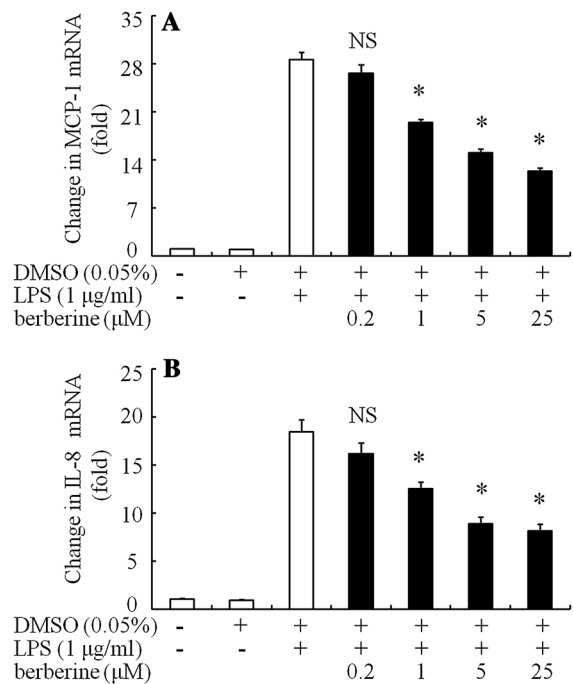 A
Change in MCP-1 mRNA
(fold)
35
28
21
14
7
0
NS
*
*
*
DMSO (0.05%) - + + + + + +
LPS (1 μg/ml) - - + + + + +
berberine (μM) 0.2 1 5 25
B
Change in IL-8 mRNA
(fold)
25
20
15
10
5
0
NS
*
*
*
DMSO (0.05%) - + + + + + +
LPS (1 μg/ml) - - + + + + +
berberine (μM) 0.2 1 5 25